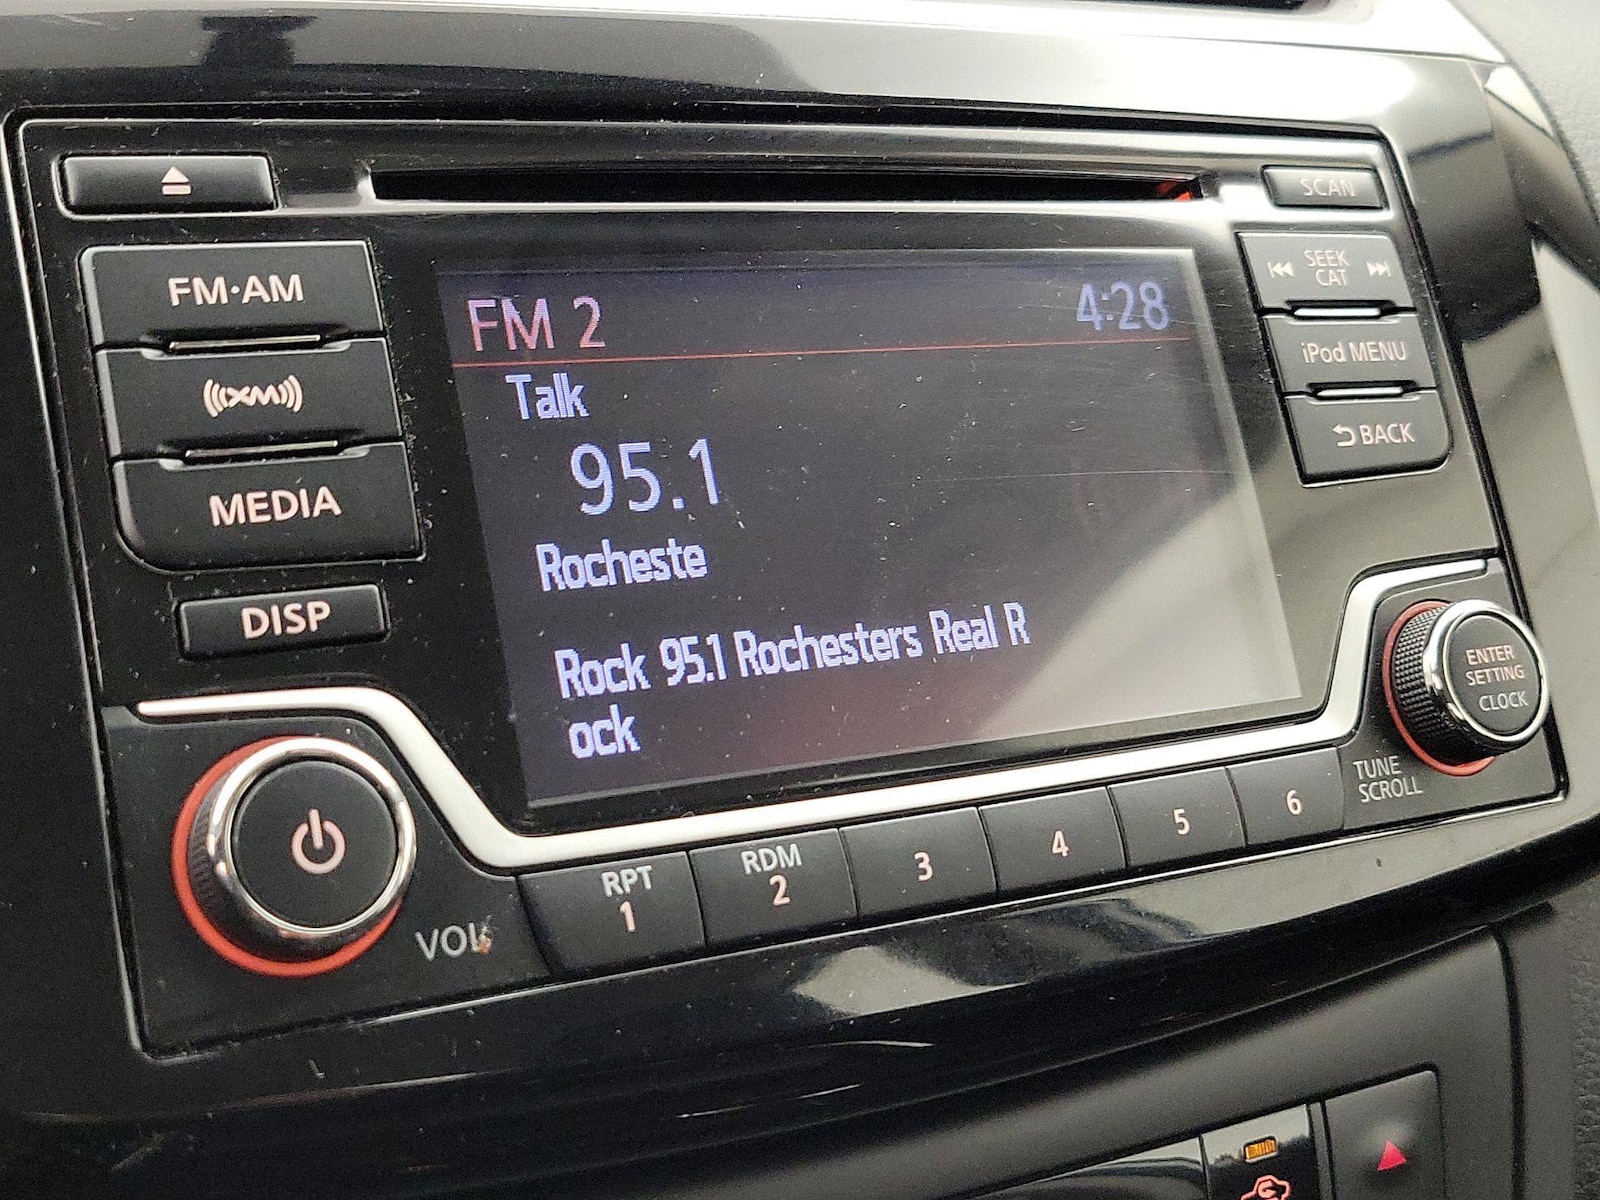 SCAN
FM·AM
SEEK
CAT
FM 2 4:28
iPod MENU
Talk
XM
BACK
95.1
MEDIA
Rocheste
DISP
Rock 95.1 Rochesters Real R
ock
ENTER
SETTING
CLOCK
TUNE
SCROLL
VOL
RPT
1
RDM
2
3
4
5
6